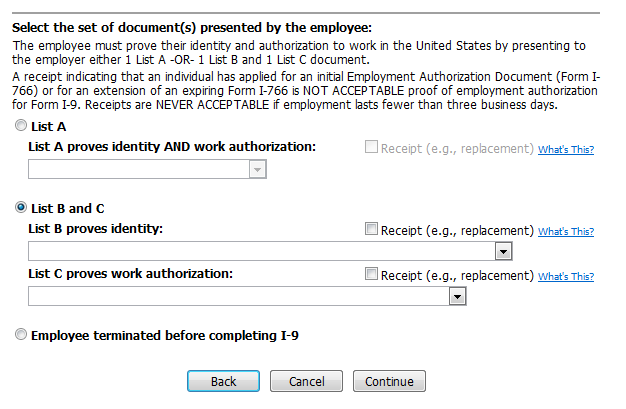 Select the set of document(s) presented by the employee:
The employee must prove their identity and authorization to work in the United States by presenting to
the employer either 1 List A -OR- 1 List B and 1 List C document.
A receipt indicating that an individual has applied for an initial Employment Authorization Document (Form I-
766) or for an extension of an expiring Form I-766 is NOT ACCEPTABLE proof of employment authorization
for Form I-9. Receipts are NEVER ACCEPTABLE if employment lasts fewer than three business days.
List A
List A proves identity AND work authorization: Receipt (e.g., replacement) What's This?
List B and C
List B proves identity: Receipt (e.g., replacement) What's This?
List C proves work authorization: Receipt (e.g., replacement) What's This?
Employee terminated before completing I-9
Back Cancel Continue